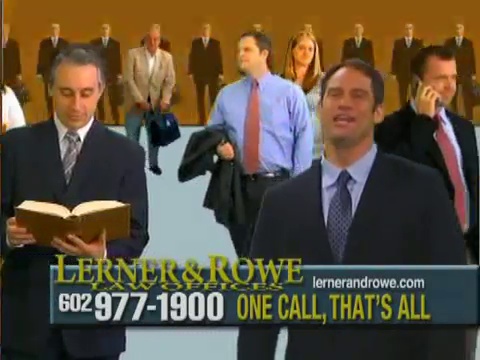 LERNER & ROWE
LAW OFFICES
lernerandrowe.com
602 977-1900 ONE CALL, THAT'S ALL